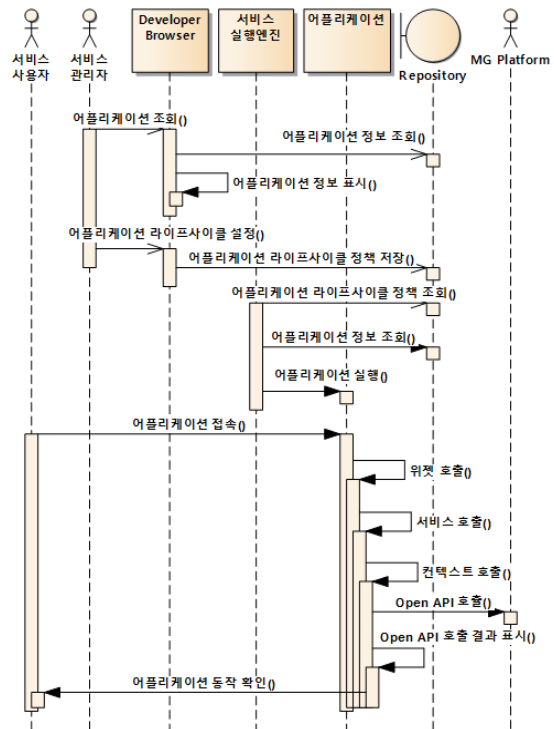 서비스
사용자
서비스
관리자
Developer
Browser
서비스
실행엔진
어플리케이션
Repository
MG Platform
어플리케이션 조회()
어플리케이션 정보 조회()
어플리케이션 정보 표시()
어플리케이션 라이프사이클 설정()
어플리케이션 라이프사이클 정책 저장()
어플리케이션 라이프사이클 정책 조회()
어플리케이션 정보 조회()
어플리케이션 실행()
어플리케이션 접속()
위젯 호출()
서비스 호출()
컨텍스트 호출()
Open API 호출()
Open API 호출 결과 표시()
어플리케이션 동작 확인()